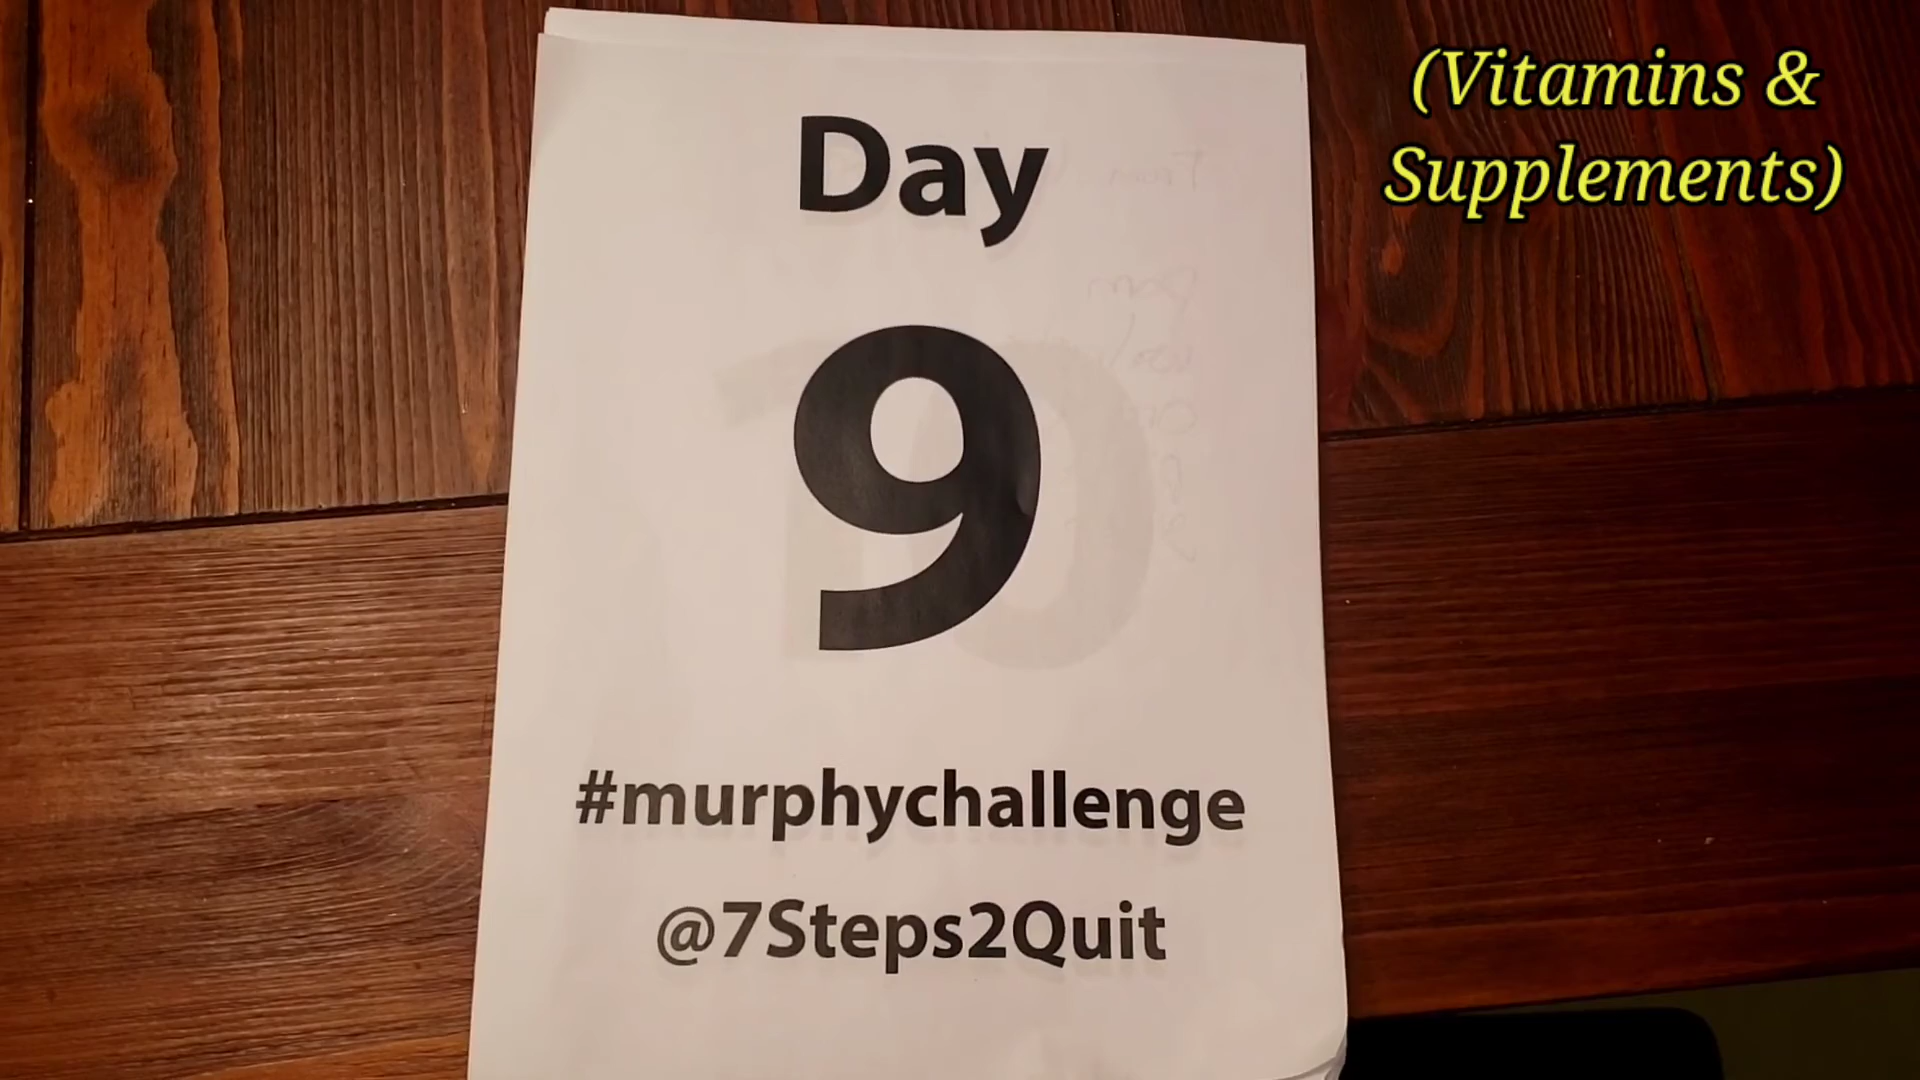 Day
9
#murphychallenge
@7Steps2Quit
(Vitamins &
Supplements)